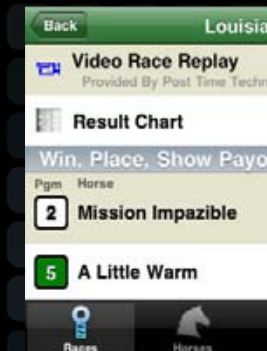 Back
Louisia
Video Race Replay
Provided By Post Time Techn
Result Chart
Win, Place, Show Payo
Pgm Horse
2 Mission Impazible
5 A Little Warm
Races Horses